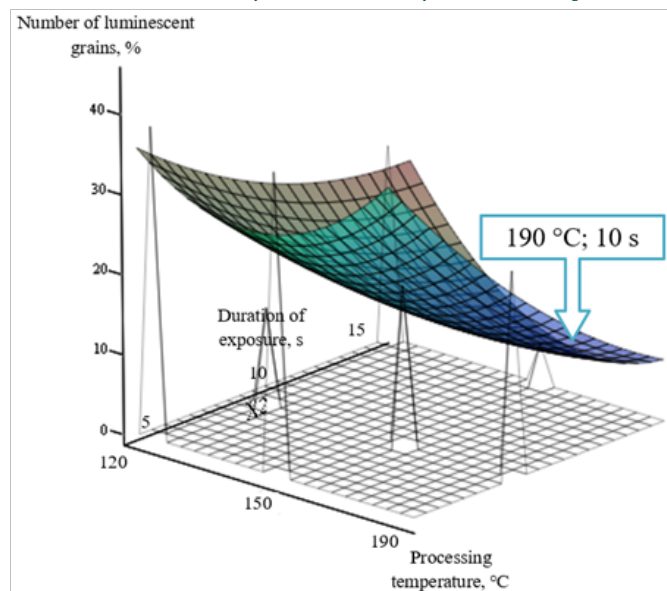 Number of luminescent
grains, %
40
30
190 °C; 10 s
20
Duration of
exposure, s
15
10
10
X2
5
0
120
150
190
Processing
temperature, °C